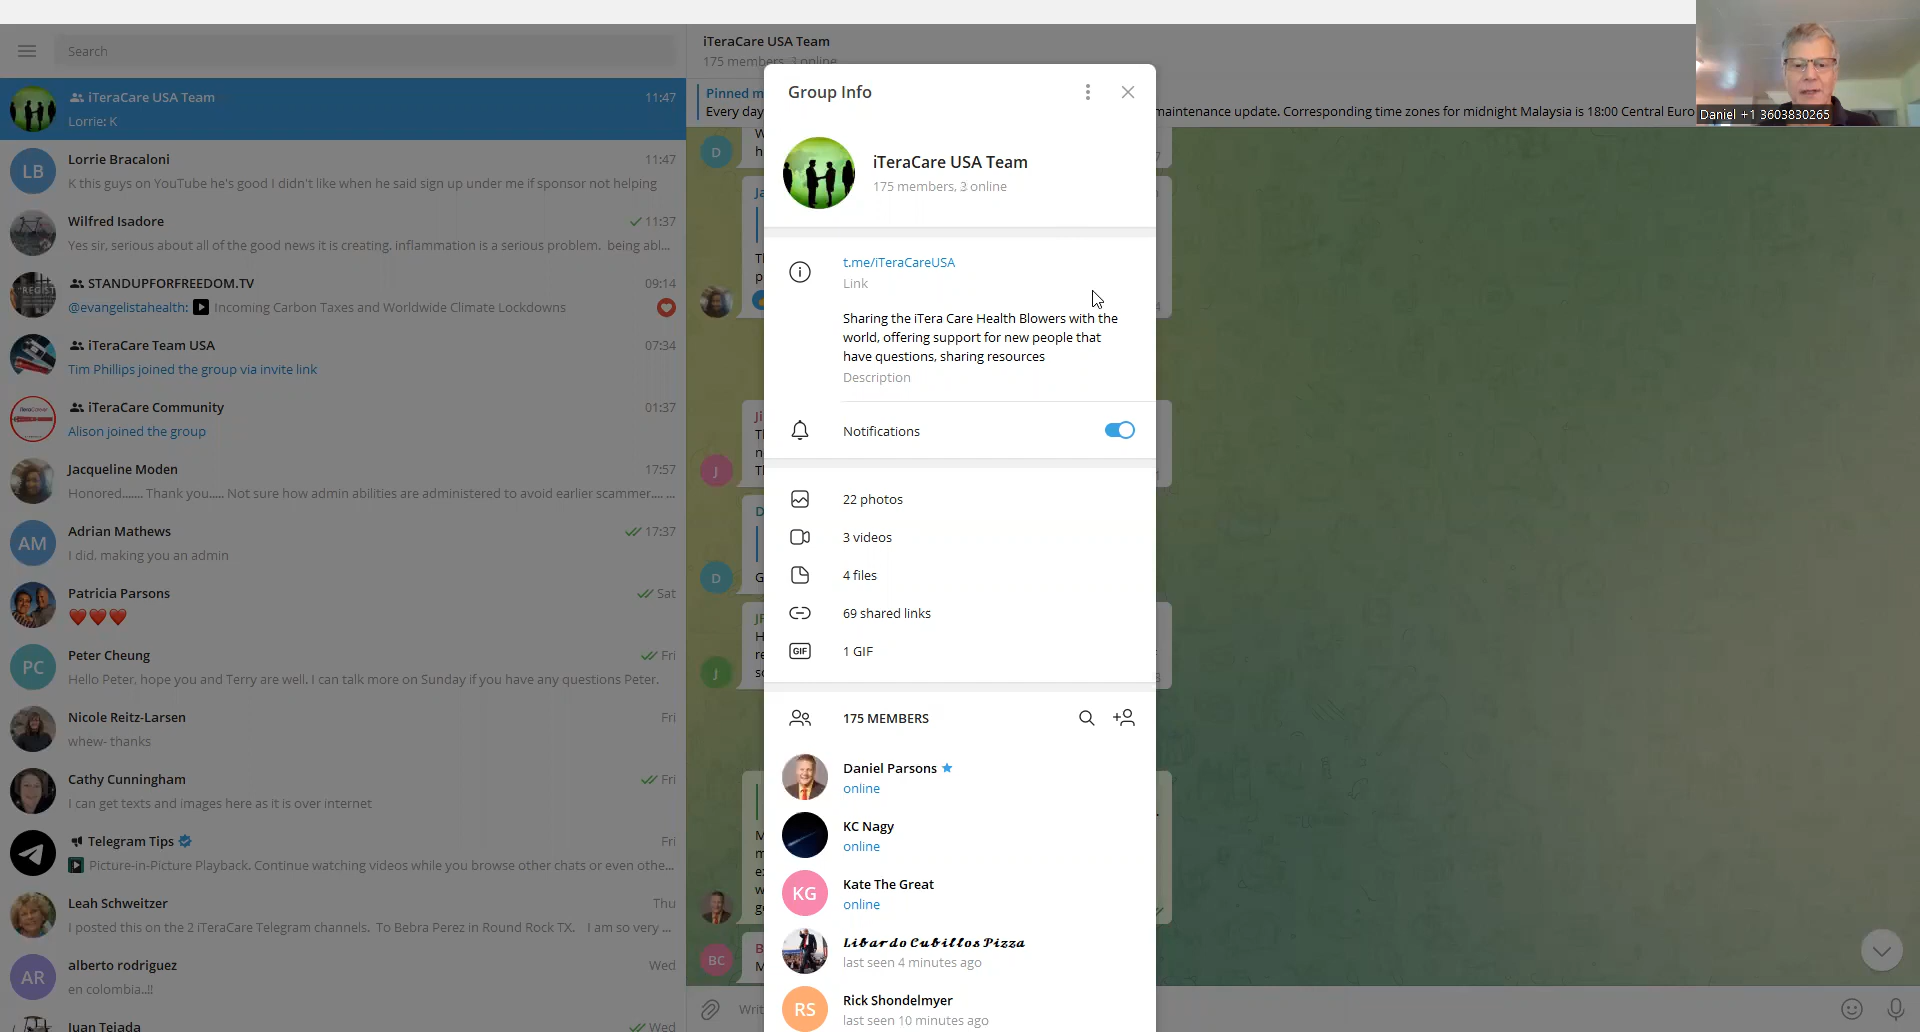 Search
iTeraCare USA Team
11:47
Lorrie: K
LB
Lorrie Bracaloni
11:47
K this guys on YouTube he's good I didn't like when he said sign up under me if sponsor not helping
Wilfred Isadore
11:37
Yes sir, serious about all of the good news it is creating. inflammation is a serious problem. being abl...
STANDUPFORFREEDOM.TV
09:14
@evangelistahealth: Incoming Carbon Taxes and Worldwide Climate Lockdowns
iTeraCare Team USA
07:34
Tim Phillips joined the group via invite link
iTeraCare Community
01:37
Alison joined the group
Jacqueline Moden
17:57
Honored....... Thank you..... Not sure how admin abilities are administered to avoid earlier scammer.... ...
AM
Adrian Mathews
17:37
I did. making you an admin
Patricia Parsons
Sat
❤️❤️❤️
PC
Peter Cheung
Fri
Hello Peter, hope you and Terry are well. I can talk more on Sunday if you have any questions Peter.
Nicole Reitz-Larsen
Fri
whew- thanks
Cathy Cunningham
Fri
I can get texts and images here as it is over internet
Telegram Tips
Fri
Picture-in-Picture Playback. Continue watching videos while you browse other chats or even othe...
Leah Schweitzer
Thu
I posted this on the 2 iTeraCare Telegram channels. To Bebra Perez in Round Rock TX. I am so very ...
AR
alberto rodriguez
Wed
en colombia..!!
Juan Tejada
Wed
iTeraCare USA Team
175 members, 3 online
Pinned m
Every day
maintenance update. Corresponding time zones for midnight Malaysia is 18:00 Central Euro
Daniel +1 3603830265
Group Info
iTeraCare USA Team
175 members, 3 online
t.me/iTeraCareUSA
Link
Sharing the iTera Care Health Blowers with the
world, offering support for new people that
have questions, sharing resources
Description
Notifications
22 photos
3 videos
4 files
69 shared links
GIF
1 GIF
175 MEMBERS
Daniel Parsons
online
KC Nagy
online
KG
Kate The Great
online
Libardo Cubillos Pizza
last seen 4 minutes ago
RS
Rick Shondelmyer
last seen 10 minutes ago
D
J
D
J
BC
Writ